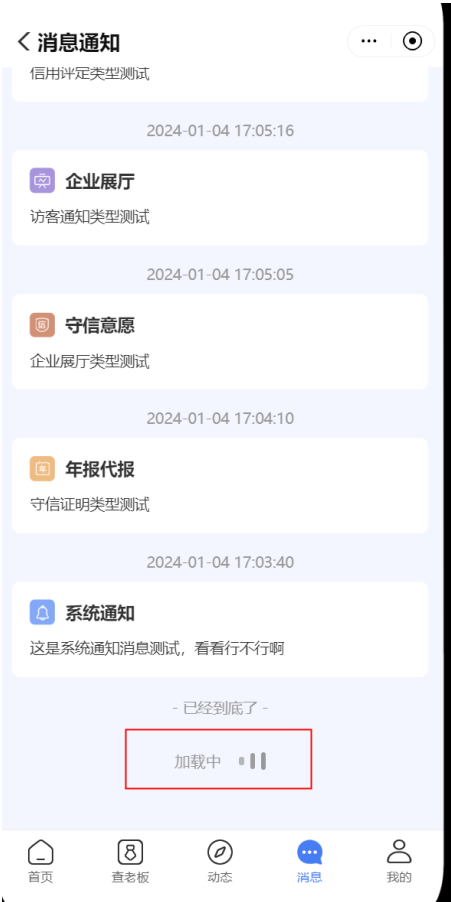 消息通知
信用评定类型测试
2024-01-04 17:05:16
企业展厅
访客通知类型测试
2024-01-04 17:05:05
守信意愿
企业展厅类型测试
2024-01-04 17:04:10
年报代报
守信证明类型测试
2024-01-04 17:03:40
系统通知
这是系统通知消息测试，看看行不行啊
- 已经到底了 -
加载中
首页 查老板 动态 消息 我的